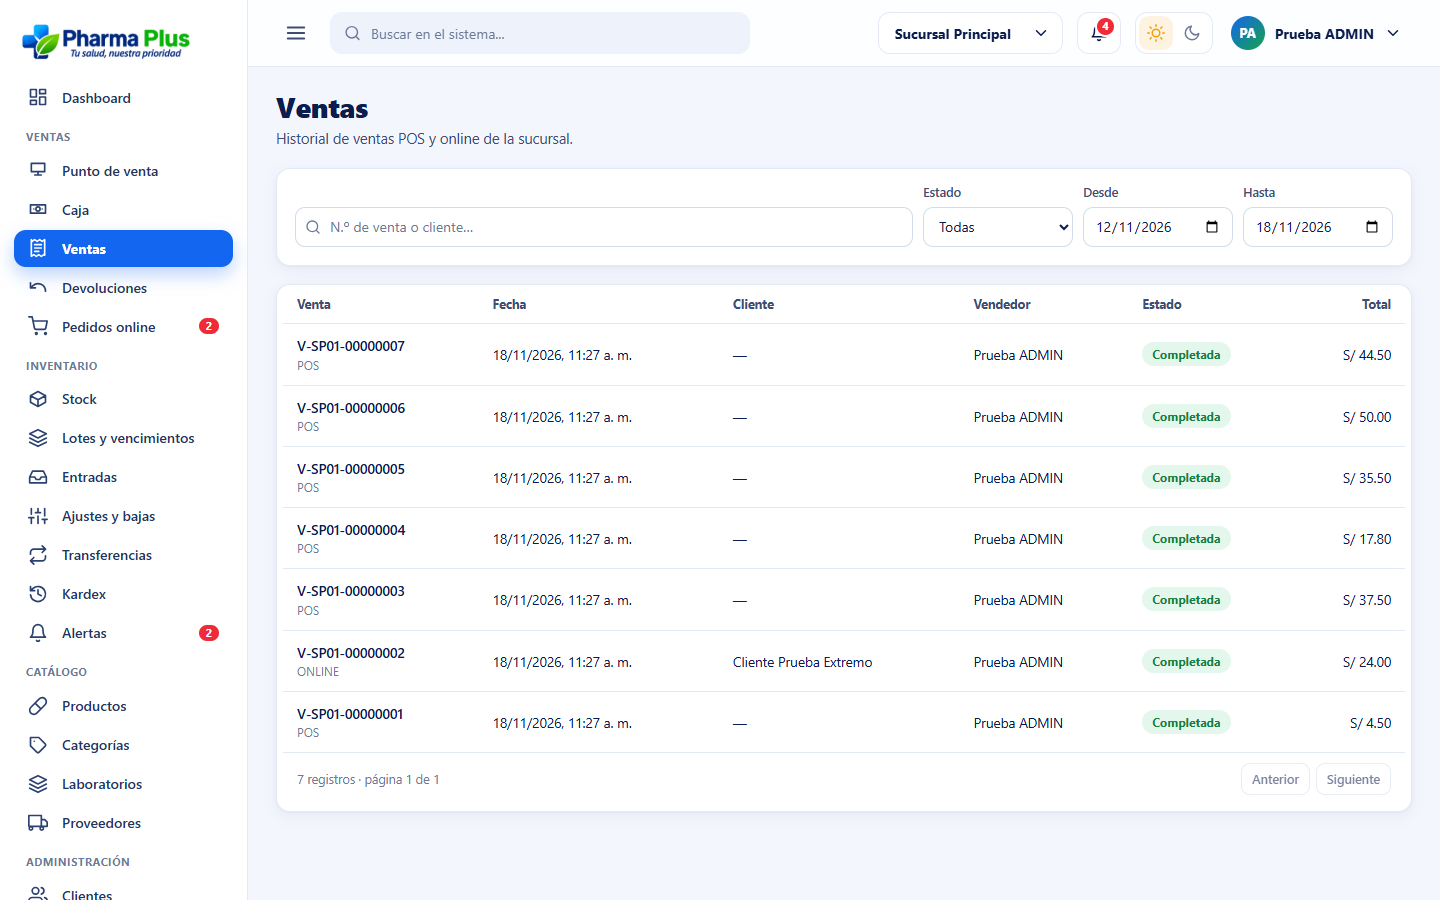 Pharma Plus
Tu salud, nuestra prioridad
Buscar en el sistema...
Sucursal Principal
4
PA
Prueba ADMIN
Dashboard
VENTAS
Punto de venta
Caja
Ventas
Devoluciones
Pedidos online 2
INVENTARIO
Stock
Lotes y vencimientos
Entradas
Ajustes y bajas
Transferencias
Kardex
Alertas 2
CATÁLOGO
Productos
Categorías
Laboratorios
Proveedores
ADMINISTRACIÓN
Clientes
Ventas
Historial de ventas POS y online de la sucursal.
Estado Desde Hasta
N.º de venta o cliente... Todas 12/11/2026 18/11/2026
Venta Fecha Cliente Vendedor Estado Total
V-SP01-00000007
POS
18/11/2026, 11:27 a. m. — Prueba ADMIN Completada S/ 44.50
V-SP01-00000006
POS
18/11/2026, 11:27 a. m. — Prueba ADMIN Completada S/ 50.00
V-SP01-00000005
POS
18/11/2026, 11:27 a. m. — Prueba ADMIN Completada S/ 35.50
V-SP01-00000004
POS
18/11/2026, 11:27 a. m. — Prueba ADMIN Completada S/ 17.80
V-SP01-00000003
POS
18/11/2026, 11:27 a. m. — Prueba ADMIN Completada S/ 37.50
V-SP01-00000002
ONLINE
18/11/2026, 11:27 a. m. Cliente Prueba Extremo Prueba ADMIN Completada S/ 24.00
V-SP01-00000001
POS
18/11/2026, 11:27 a. m. — Prueba ADMIN Completada S/ 4.50
7 registros · página 1 de 1
Anterior Siguiente